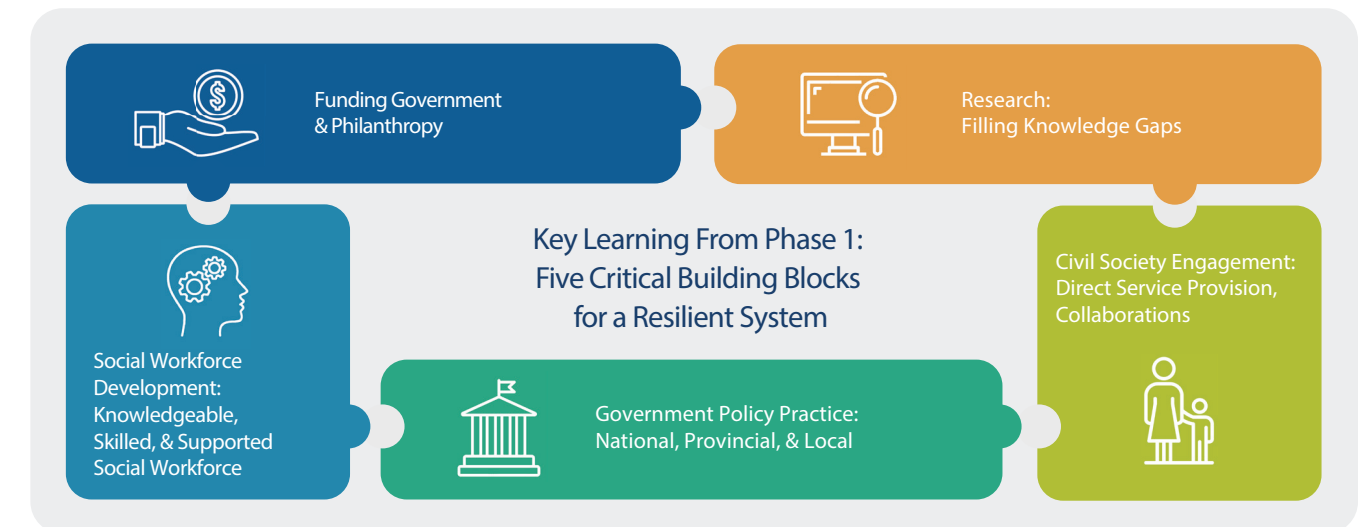 Funding Government
& Philanthropy
Research:
Filling Knowledge Gaps
Key Learning From Phase 1:
Five Critical Building Blocks
for a Resilient System
Civil Society Engagement:
Direct Service Provision,
Collaborations
Social Workforce
Development:
Knowledgeable,
Skilled, & Supported
Social Workforce
Government Policy Practice:
National, Provincial, & Local